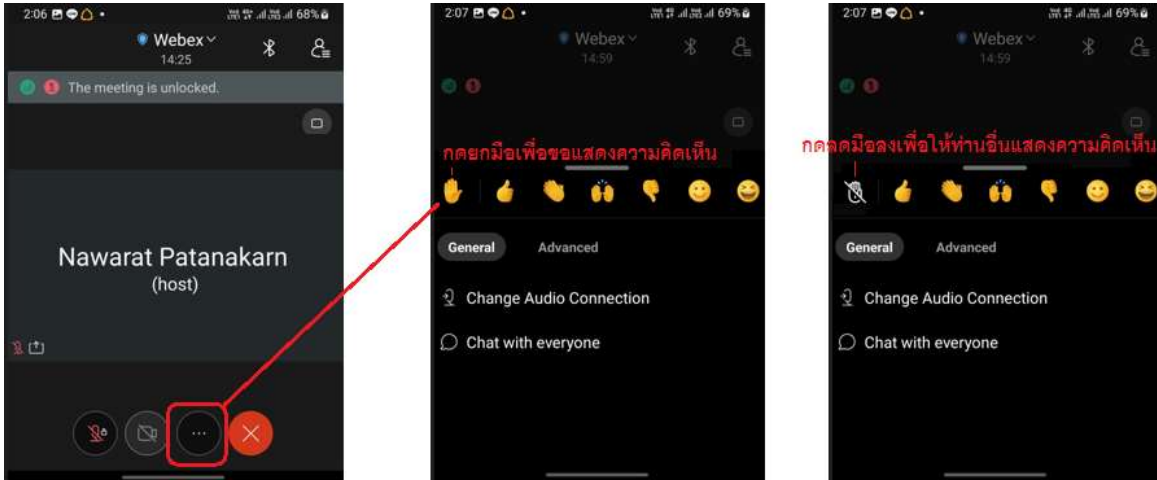 2:06
68%
Webex
14:25
The meeting is unlocked.
Nawarat Patanakarn
(host)
2:07
69%
Webex
14:59
กดยกมือเพื่อขอแสดงความคิดเห็น
General
Advanced
Change Audio Connection
Chat with everyone
2:07
69%
Webex
14:59
กดลดมือลงเพื่อให้ท่านอื่นแสดงความคิดเห็น
General
Advanced
Change Audio Connection
Chat with everyone